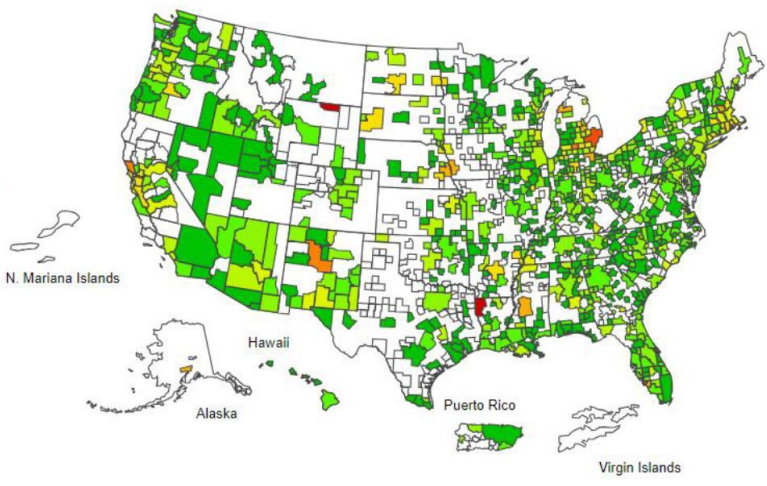 N. Mariana Islands
Hawaii
Alaska
Puerto Rico
Virgin Islands